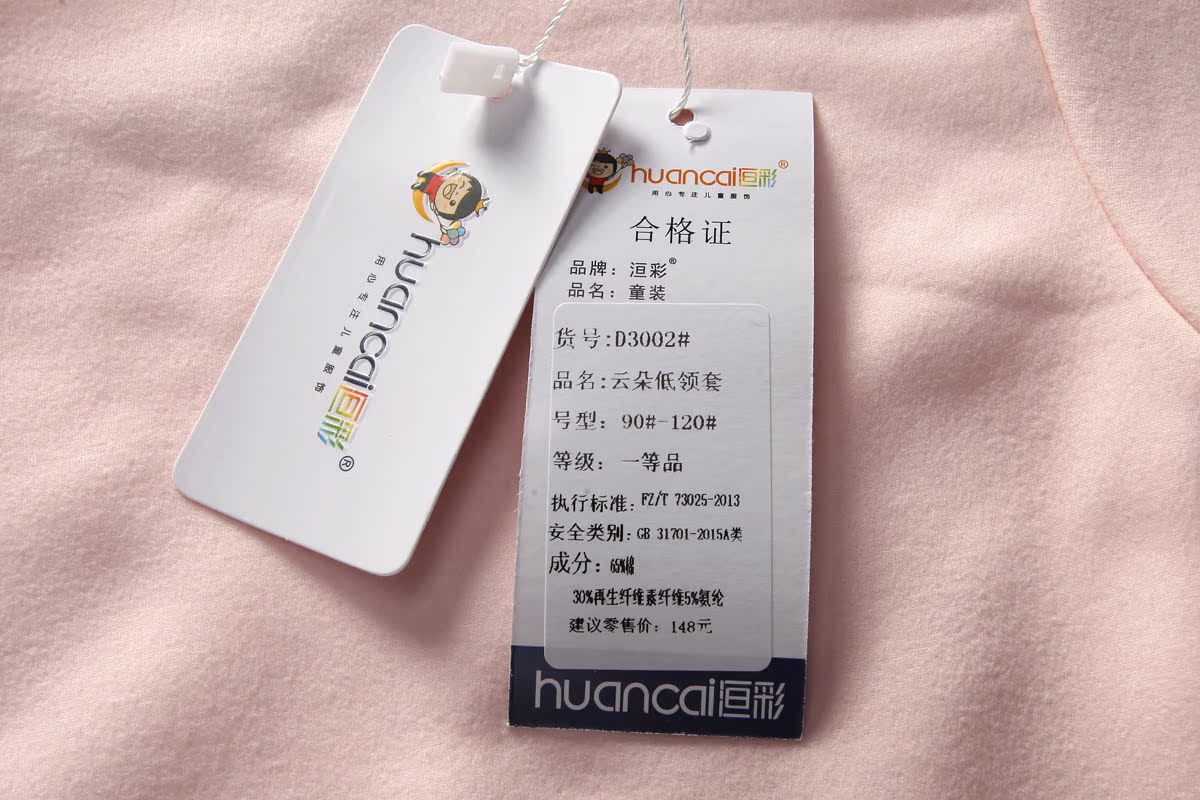 huancai洹彩®
用心专注儿童服饰
huancai洹彩®
用心专注儿童服饰
合格证
品牌：洹彩®
品名：童装
货号:D3002#
品名:云朵低领套
号型：90#-120#
等级：一等品
执行标准：FZ/T 73025-2013
安全类别：GB 31701-2015A类
成分：65%棉
30%再生纤维素纤维5%氨纶
建议零售价：148元
huancai洹彩